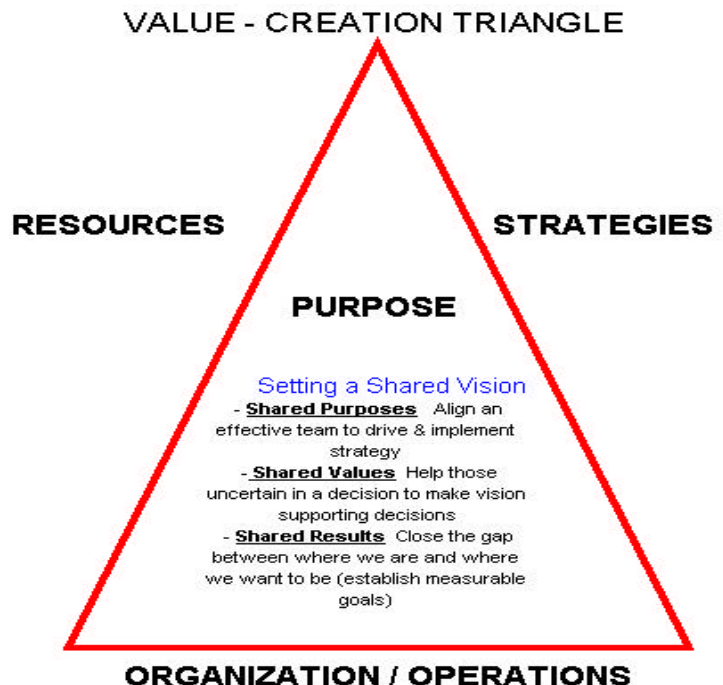 VALUE - CREATION TRIANGLE
RESOURCES
STRATEGIES
PURPOSE
Setting a Shared Vision
- Shared Purposes Align an
effective team to drive & implement
strategy
- Shared Values Help those
uncertain in a decision to make vision
supporting decisions
- Shared Results Close the gap
between where we are and where
we want to be (establish measurable
goals)
ORGANIZATION / OPERATIONS